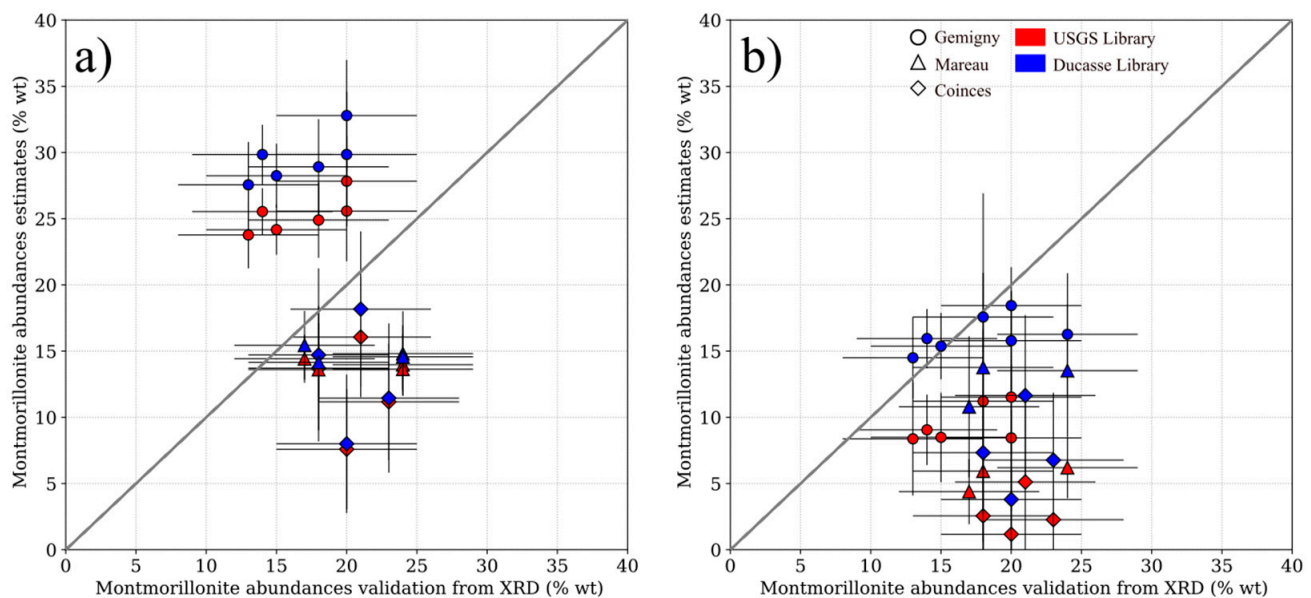 a)
Montmorillonite abundances estimates (% wt)
40
35
30
25
20
15
10
5
0
0 5 10 15 20 25 30 35 40
Montmorillonite abundances validation from XRD (% wt)
b)
Gemigny
Mareau
Coinces
USGS Library
Ducasse Library
Montmorillonite abundances estimates (% wt)
40
35
30
25
20
15
10
5
0
0 5 10 15 20 25 30 35 40
Montmorillonite abundances validation from XRD (% wt)